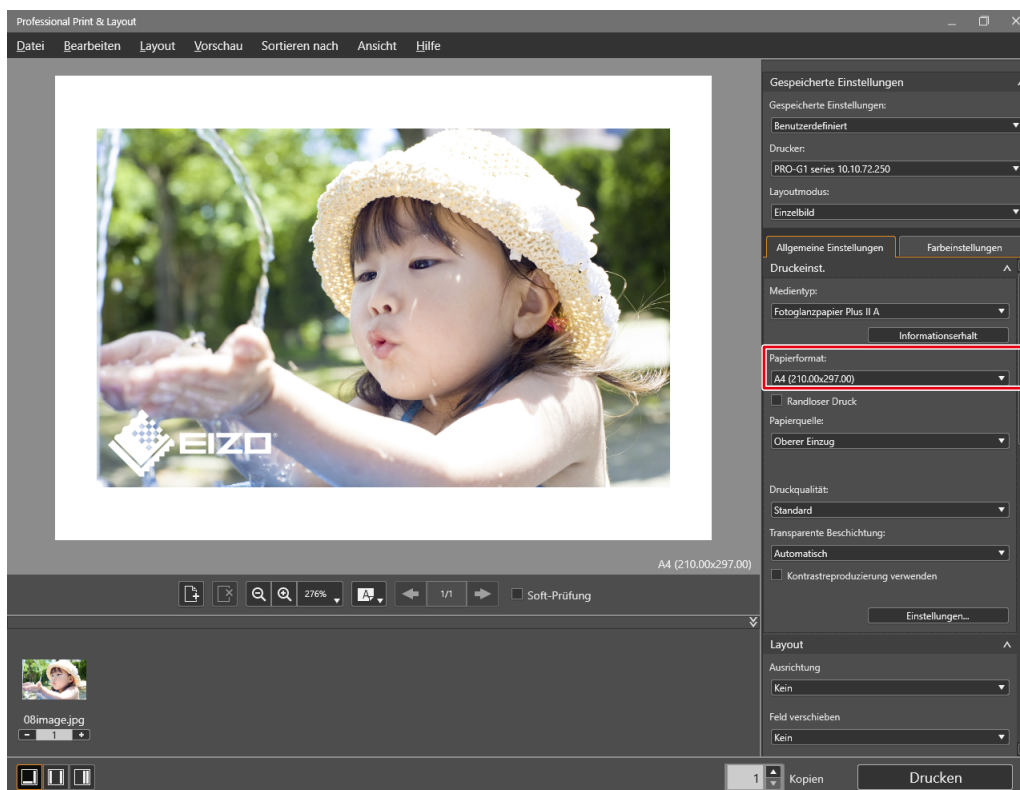 Professional Print & Layout
Datei Bearbeiten Layout Vorschau Sortieren nach Ansicht Hilfe
EIZO
A4 (210.00x297.00)
276%
A
1/1
Soft-Prüfung
08image.jpg
- 1 +
Gespeicherte Einstellungen
Gespeicherte Einstellungen:
Benutzerdefiniert
Drucker:
PRO-G1 series 10.10.72.250
Layoutmodus:
Einzelbild
Allgemeine Einstellungen Farbeinstellungen
Druckeinst.
Medientyp:
Fotoglanzpapier Plus II A
Informationserhalt
Papierformat:
A4 (210.00x297.00)
Randloser Druck
Papierquelle:
Oberer Einzug
Druckqualität:
Standard
Transparente Beschichtung:
Automatisch
Kontrastreproduzierung verwenden
Einstellungen...
Layout
Ausrichtung
Kein
Feld verschieben
Kein
1 Kopien Drucken